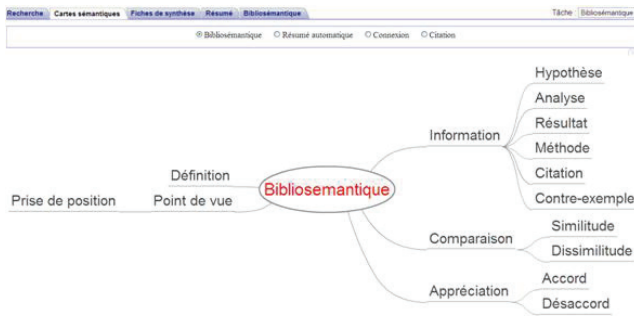 Recherche Cartes sémantiques Fiches de synthèse Résumé Bibliosémantique Tâche : Bibliosémantique
Bibliosémantique Résumé automatique Connexion Citation
Hypothèse
Analyse
Information
Résultat
Méthode
Citation
Contre-exemple
Définition
Bibliosemantique
Prise de position Point de vue
Similitude
Comparaison
Dissimilitude
Accord
Appréciation
Désaccord